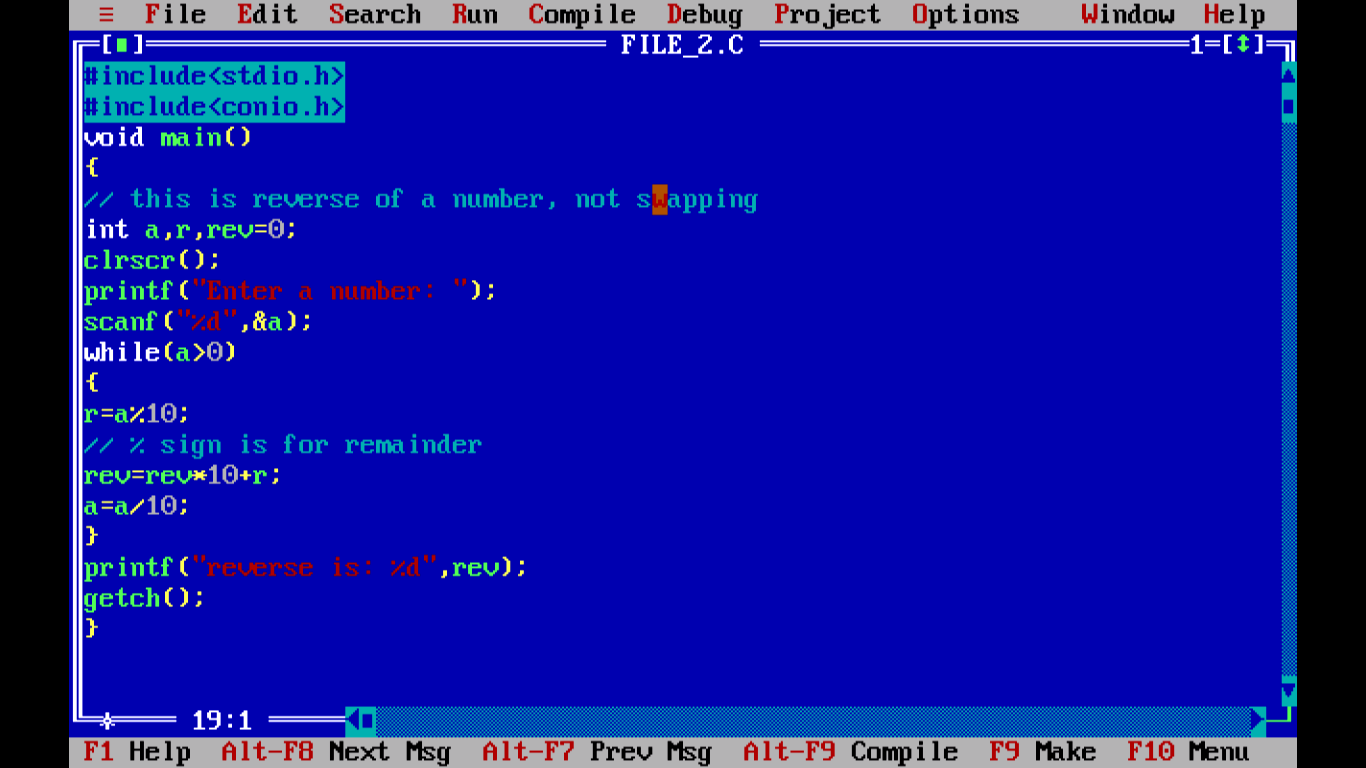 ≡ File Edit Search Run Compile Debug Project Options Window Help
[■] FILE_2.C 1=[↕]
#include<stdio.h>
#include<conio.h>
void main()
{
// this is reverse of a number, not swapping
int a,r,rev=0;
clrscr();
printf("Enter a number: ");
scanf("%d",&a);
while(a>0)
{
r=a%10;
// % sign is for remainder
rev=rev*10+r;
a=a/10;
}
printf("reverse is: %d",rev);
getch();
}
19:1
F1 Help Alt-F8 Next Msg Alt-F7 Prev Msg Alt-F9 Compile F9 Make F10 Menu